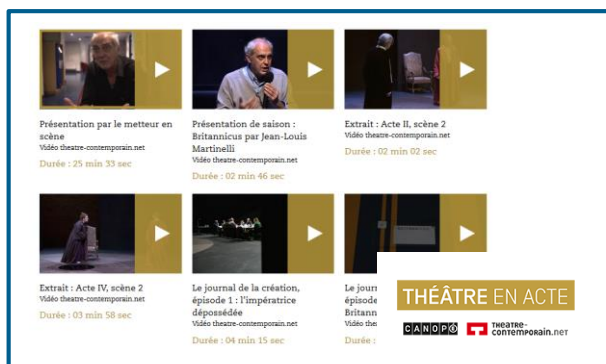 Présentation par le metteur en
scène
Vidéo theatre-contemporain.net
Durée : 25 min 33 sec
Présentation de saison :
Britannicus par Jean-Louis
Martinelli
Vidéo theatre-contemporain.net
Durée : 02 min 46 sec
Extrait : Acte II, scène 2
Vidéo theatre-contemporain.net
Durée : 02 min 02 sec
Extrait : Acte IV, scène 2
Vidéo theatre-contemporain.net
Durée : 03 min 58 sec
Le journal de la création,
épisode 1 : l'impératrice
dépossédée
Vidéo theatre-contemporain.net
Durée : 04 min 15 sec
Le
épisode
Durée :
THÉÂTRE EN ACTE
CANOPÉ
THEATRE-
CONTEMPORAIN.NET